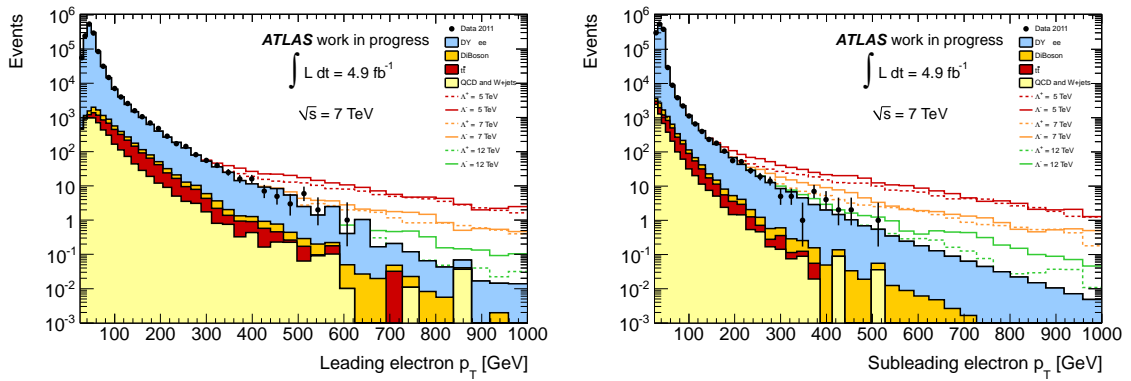 Events
10⁶
10⁵
10⁴
10³
10²
10
1
10⁻¹
10⁻²
10⁻³
100 200 300 400 500 600 700 800 900 1000
Leading electron p_T [GeV]
ATLAS work in progress
∫ L dt = 4.9 fb⁻¹
√s = 7 TeV
Data 2011
DY ee
DiBoson
tt̄
QCD and W+jets
Λ⁺ = 5 TeV
Λ⁻ = 5 TeV
Λ⁺ = 7 TeV
Λ⁻ = 7 TeV
Λ⁺ = 12 TeV
Λ⁻ = 12 TeV
Events
10⁶
10⁵
10⁴
10³
10²
10
1
10⁻¹
10⁻²
10⁻³
100 200 300 400 500 600 700 800 900 1000
Subleading electron p_T [GeV]
ATLAS work in progress
∫ L dt = 4.9 fb⁻¹
√s = 7 TeV
Data 2011
DY ee
DiBoson
tt̄
QCD and W+jets
Λ⁺ = 5 TeV
Λ⁻ = 5 TeV
Λ⁺ = 7 TeV
Λ⁻ = 7 TeV
Λ⁺ = 12 TeV
Λ⁻ = 12 TeV